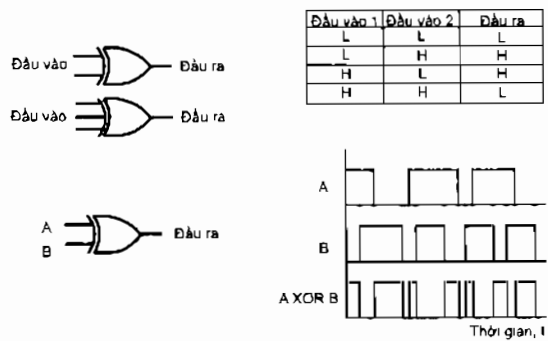 Đầu vào
Đầu ra
Đầu vào
Đầu ra
A
B
Đầu ra
Đầu vào 1 Đầu vào 2 Đầu ra
L L L
L H H
H L H
H H L
A
B
A XOR B
Thời gian, t